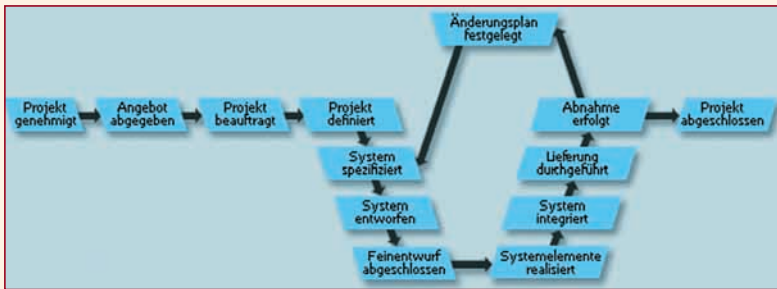 Änderungsplan
festgelegt
Projekt
genehmigt
Angebot
abgegeben
Projekt
beauftragt
Projekt
definiert
Abnahme
erfolgt
Projekt
abgeschlossen
System
spezifiziert
Lieferung
durchgeführt
System
entworfen
System
integriert
Feinentwurf
abgeschlossen
Systemelemente
realisiert